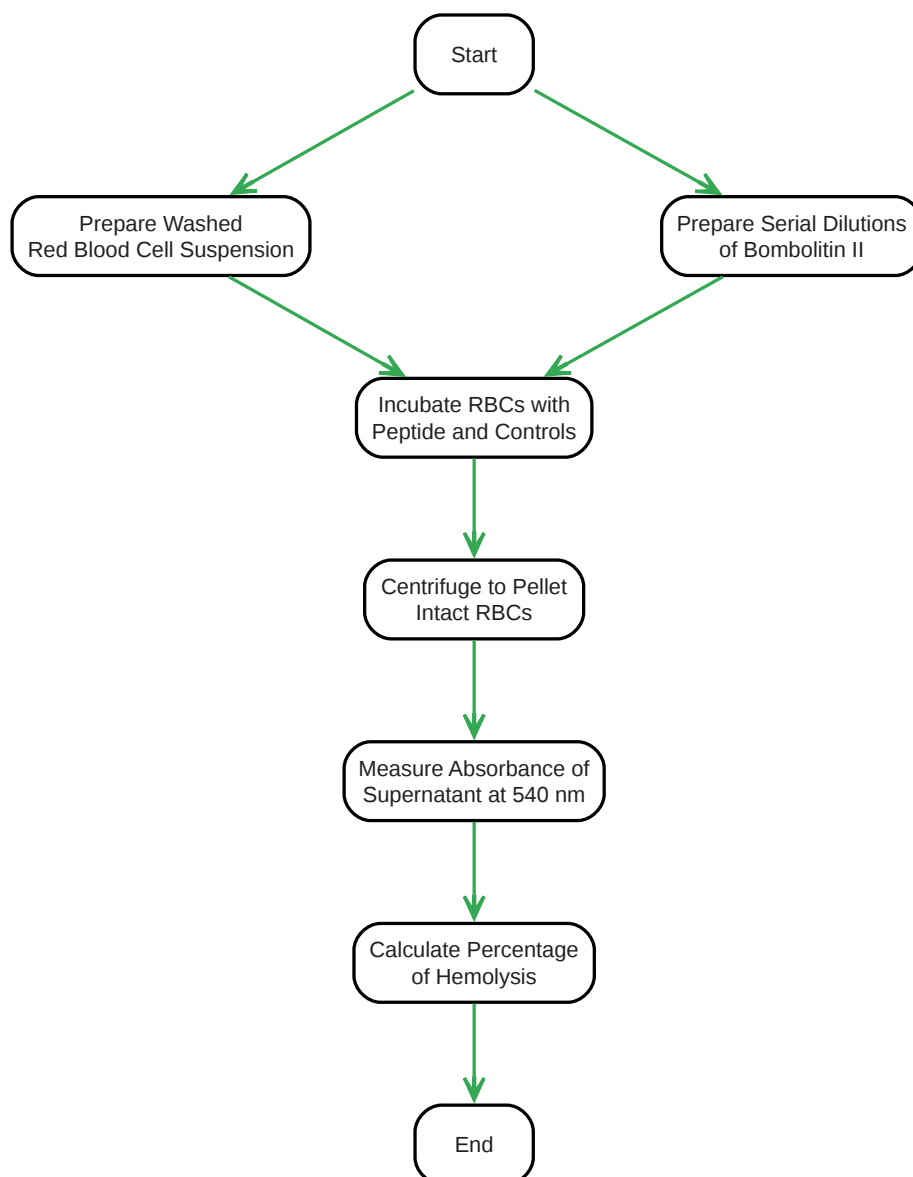 Start
Prepare Washed
Red Blood Cell Suspension
Prepare Serial Dilutions
of Bombolitin II
Incubate RBCs with
Peptide and Controls
Centrifuge to Pellet
Intact RBCs
Measure Absorbance of
Supernatant at 540 nm
Calculate Percentage
of Hemolysis
End